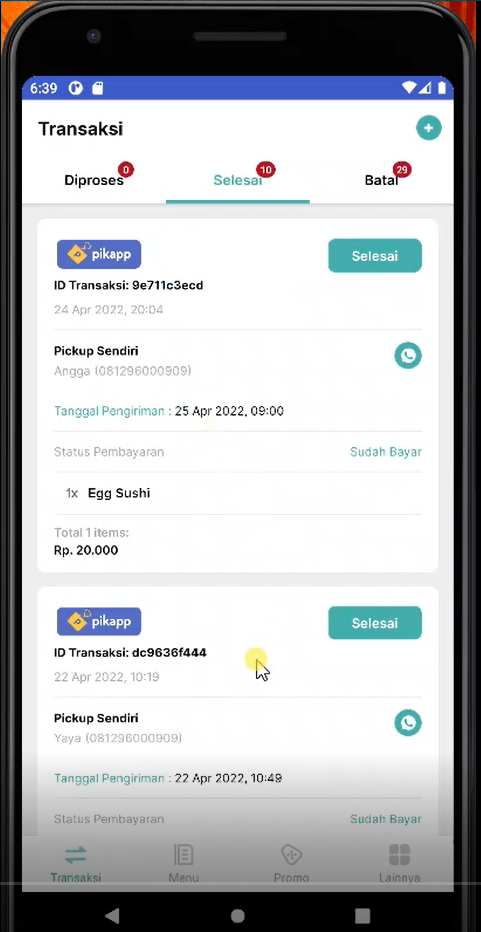 6:39
Transaksi
Diproses 0
Selesai 10
Batal 29
pikapp
Selesai
ID Transaksi: 9e711c3ecd
24 Apr 2022, 20:04
Pickup Sendiri
Angga (081296000909)
Tanggal Pengiriman : 25 Apr 2022, 09:00
Status Pembayaran Sudah Bayar
1x Egg Sushi
Total 1 items:
Rp. 20.000
pikapp
Selesai
ID Transaksi: dc9636f444
22 Apr 2022, 10:19
Pickup Sendiri
Yaya (081296000909)
Tanggal Pengiriman : 22 Apr 2022, 10:49
Status Pembayaran Sudah Bayar
Transaksi Menu Promo Lainnya